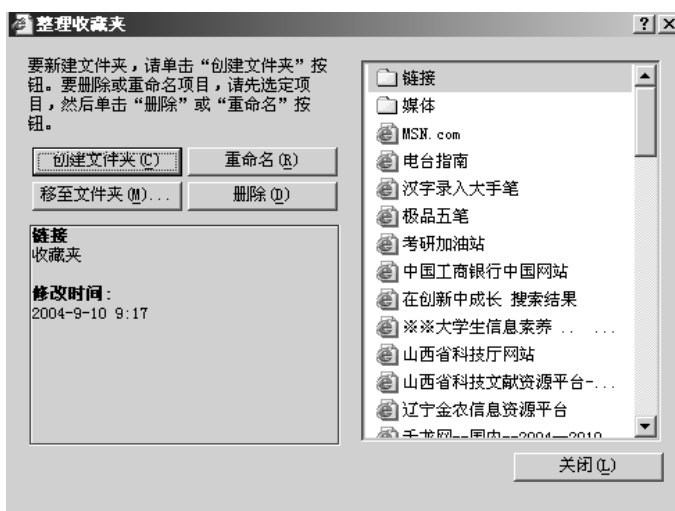 整理收藏夹
要新建文件夹，请单击“创建文件夹”按
钮。要删除或重命名项目，请先选定项
目，然后单击“删除”或“重命名”按
钮。
创建文件夹(C)
重命名(R)
移至文件夹(M)...
删除(D)
链接
收藏夹
修改时间:
2004-9-10 9:17
链接
媒体
MSN.com
电台指南
汉字录入大手笔
极品五笔
考研加油站
中国工商银行中国网站
在创新中成长 搜索结果
※※大学生信息素养 .. ...
山西省科技厅网站
山西省科技文献资源平台-...
辽宁金农信息资源平台
千龙网--国内--2004--2010
关闭(L)